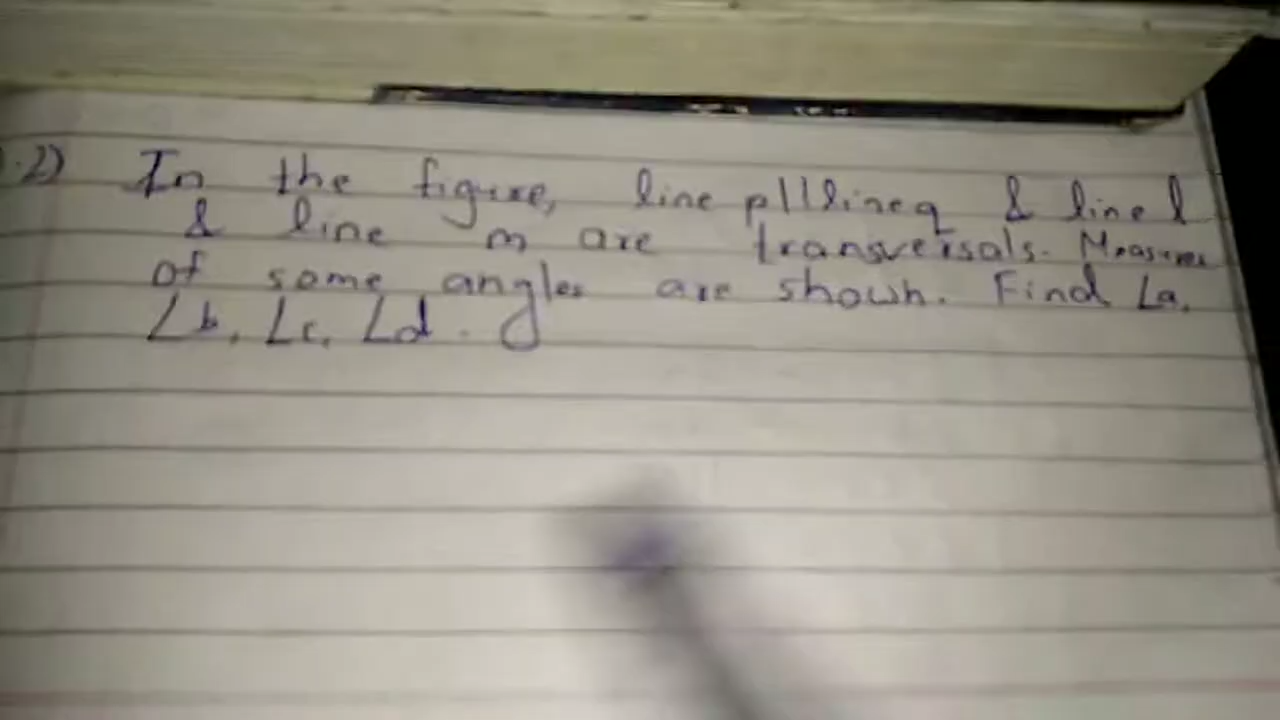 .2) In the figure, line p||line q & line l
& line m are transversals. Measures
of some angles are shown. Find ∠a,
∠b, ∠c, ∠d.